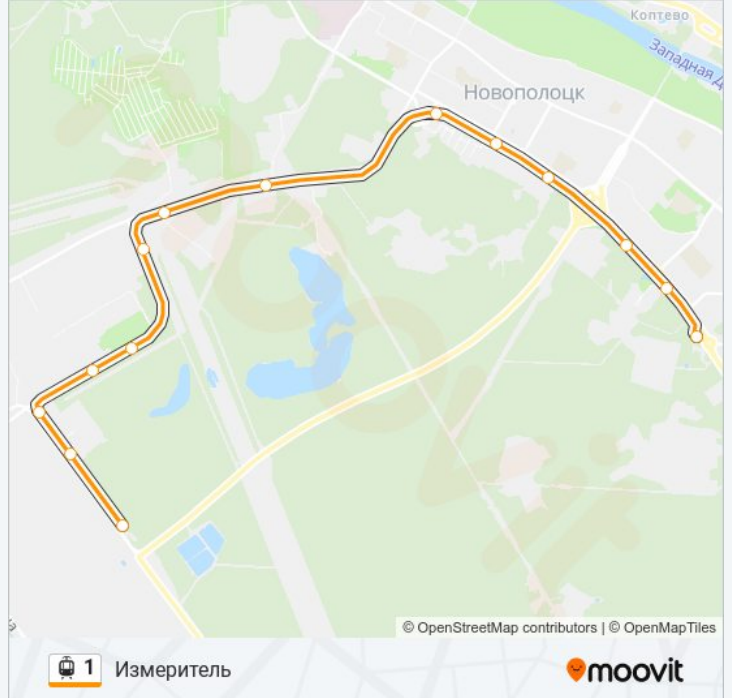 Коптево
Западная Д
Новополоцк
© OpenStreetMap contributors | © OpenMapTiles
1 Измеритель
moovit